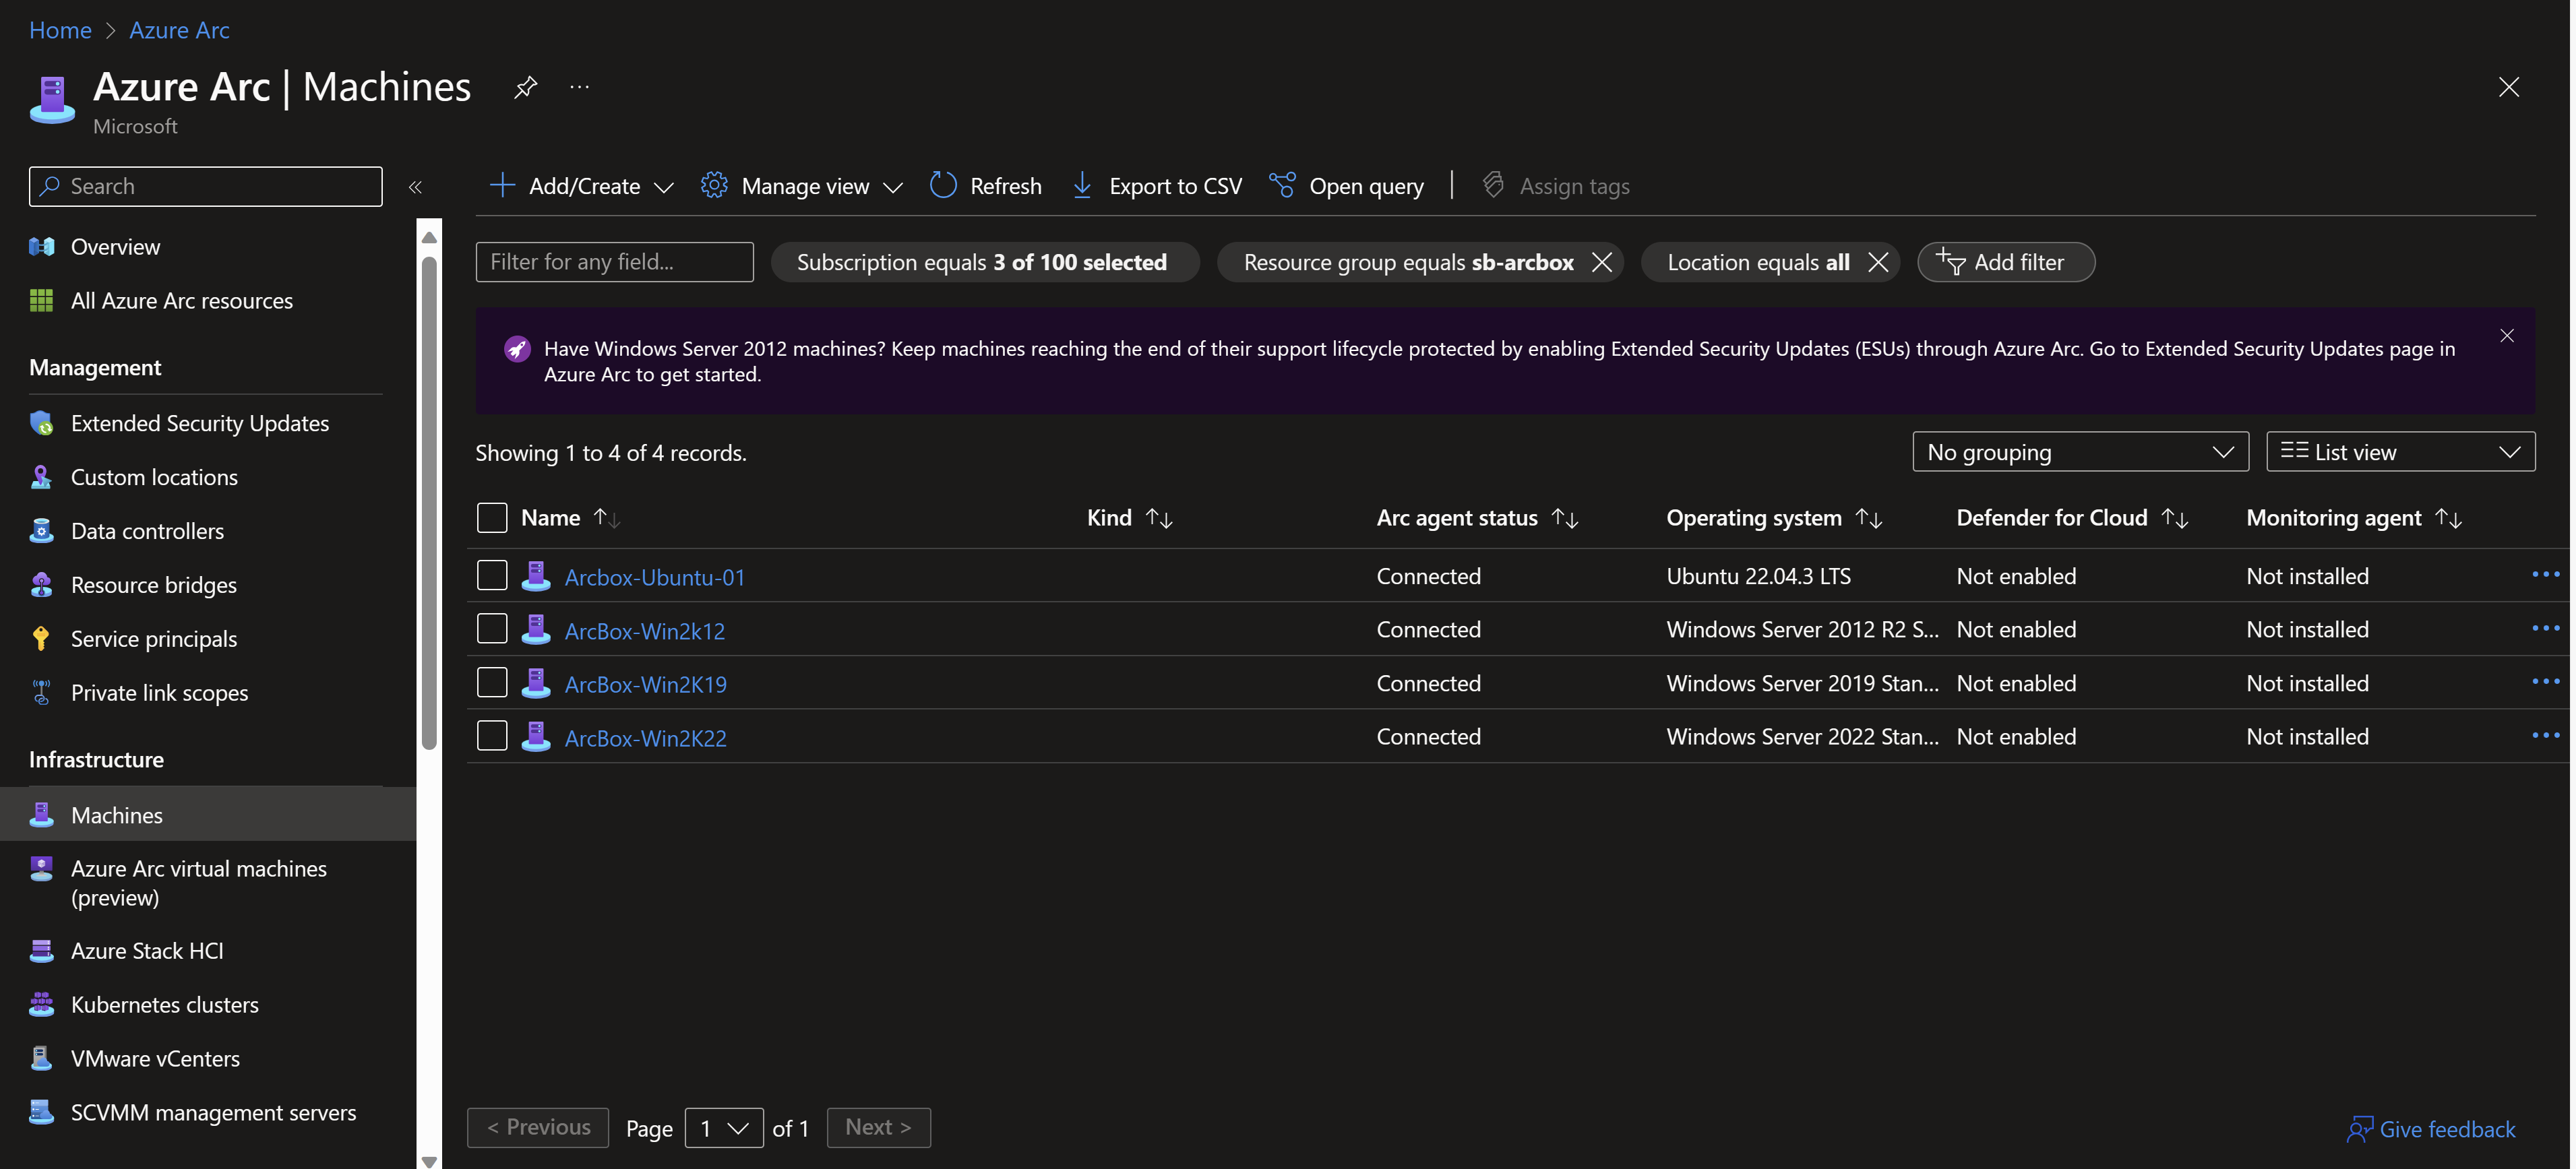 Home > Azure Arc
Azure Arc | Machines
Microsoft
Search
Overview
All Azure Arc resources
Management
Extended Security Updates
Custom locations
Data controllers
Resource bridges
Service principals
Private link scopes
Infrastructure
Machines
Azure Arc virtual machines
(preview)
Azure Stack HCI
Kubernetes clusters
VMware vCenters
SCVMM management servers
Add/Create Manage view Refresh Export to CSV Open query | Assign tags
Filter for any field... Subscription equals 3 of 100 selected Resource group equals sb-arcbox Location equals all Add filter
Have Windows Server 2012 machines? Keep machines reaching the end of their support lifecycle protected by enabling Extended Security Updates (ESUs) through Azure Arc. Go to Extended Security Updates page in
Azure Arc to get started.
Showing 1 to 4 of 4 records. No grouping List view
Name Kind Arc agent status Operating system Defender for Cloud Monitoring agent
Arcbox-Ubuntu-01 Connected Ubuntu 22.04.3 LTS Not enabled Not installed
ArcBox-Win2k12 Connected Windows Server 2012 R2 S... Not enabled Not installed
ArcBox-Win2K19 Connected Windows Server 2019 Stan... Not enabled Not installed
ArcBox-Win2K22 Connected Windows Server 2022 Stan... Not enabled Not installed
< Previous Page 1 of 1 Next > Give feedback